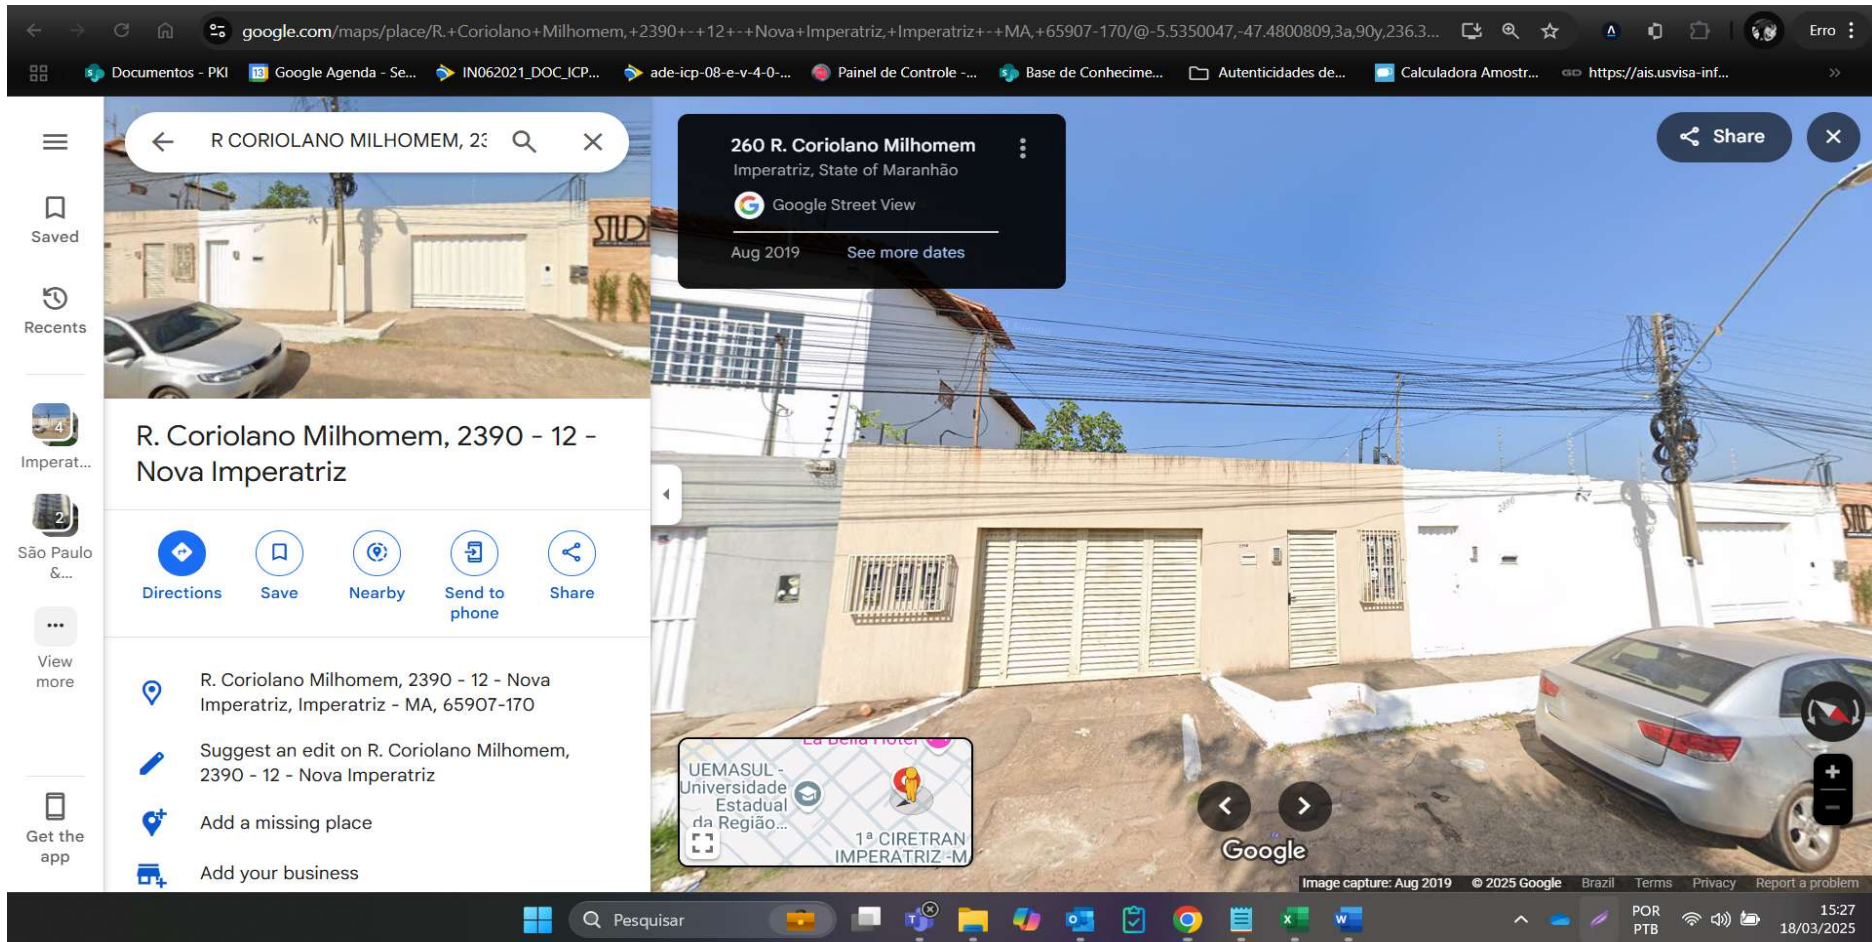 google.com/maps/place/R.+Coriolano+Milhomem,+2390+-+12+-+Nova+Imperatriz,+Imperatriz+-+MA,+65907-170/@-5.5350047,-47.4800809,3a,90y,236.3...
Erro
Documentos - PKI
Google Agenda - Se...
IN062021_DOC_ICP...
ade-icp-08-e-v-4-0-...
Painel de Controle -...
Base de Conhecime...
Autenticidades de...
Calculadora Amostr...
https://ais.usvisa-inf...
R CORIOLANO MILHOMEM, 23
Saved
Recents
4
Imperat...
2
São Paulo
&...
View
more
Get the
app
STUD
R. Coriolano Milhomem, 2390 - 12 -
Nova Imperatriz
Directions
Save
Nearby
Send to
phone
Share
R. Coriolano Milhomem, 2390 - 12 - Nova
Imperatriz, Imperatriz - MA, 65907-170
Suggest an edit on R. Coriolano Milhomem,
2390 - 12 - Nova Imperatriz
Add a missing place
Add your business
260 R. Coriolano Milhomem
Imperatriz, State of Maranhão
Google Street View
Aug 2019
See more dates
Share
La Bella Hotel
UEMASUL -
Universidade
Estadual
da Região...
1ª CIRETRAN
IMPERATRIZ -M
Google
Image capture: Aug 2019
© 2025 Google
Brazil
Terms
Privacy
Report a problem
Pesquisar
POR
PTB
15:27
18/03/2025